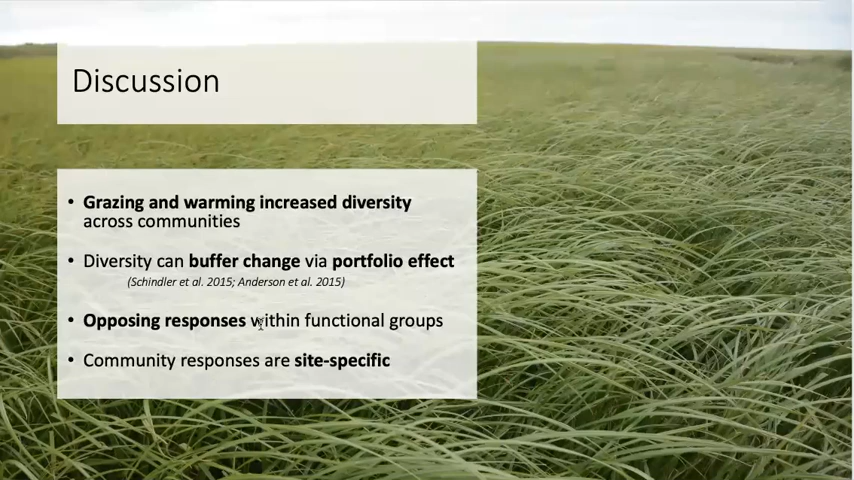 Discussion
• Grazing and warming increased diversity
across communities
• Diversity can buffer change via portfolio effect
(Schindler et al. 2015; Anderson et al. 2015)
• Opposing responses within functional groups
• Community responses are site-specific